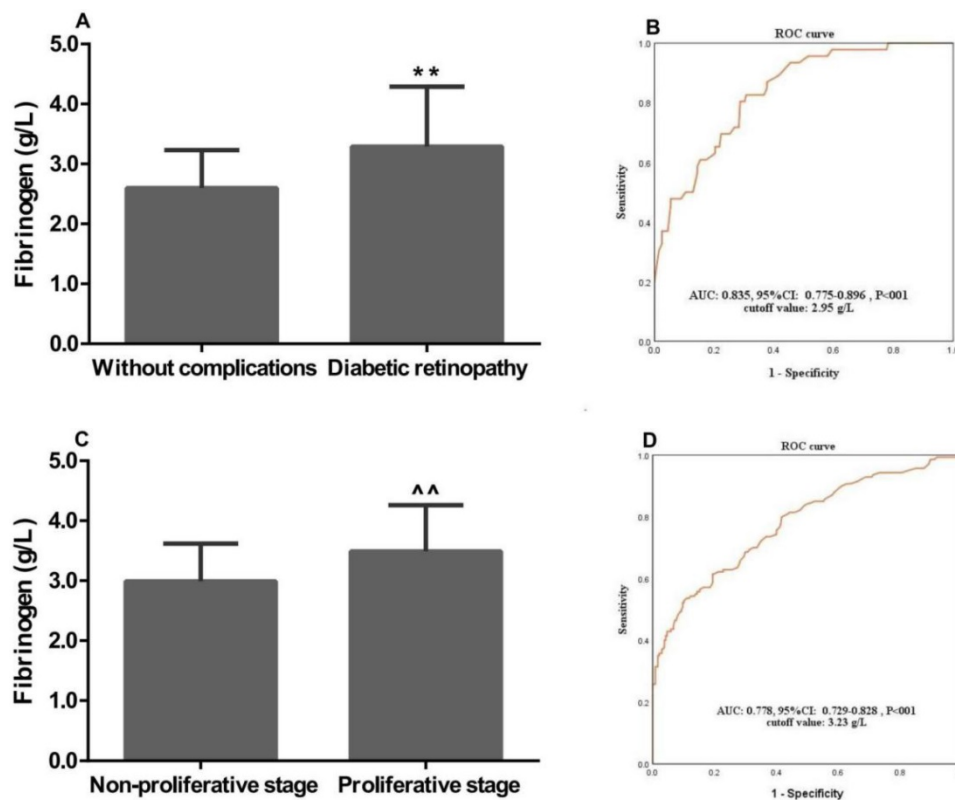 A
Fibrinogen (g/L)
5.0
4.0
3.0
2.0
1.0
0.0
**
Without complications
Diabetic retinopathy
B
ROC curve
Sensitivity
1.0
0.8
0.6
0.4
0.2
0.0
AUC: 0.835, 95%CI: 0.775-0.896 , P<001
cutoff value: 2.95 g/L
0.0 0.2 0.4 0.6 0.8 1.0
1 - Specificity
C
Fibrinogen (g/L)
5.0
4.0
3.0
2.0
1.0
0.0
^^
Non-proliferative stage
Proliferative stage
D
ROC curve
Sensitivity
1.0
0.8
0.6
0.4
0.2
0.0
AUC: 0.778, 95%CI: 0.729-0.828 , P<001
cutoff value: 3.23 g/L
0.0 0.2 0.4 0.6 0.8
1 - Specificity